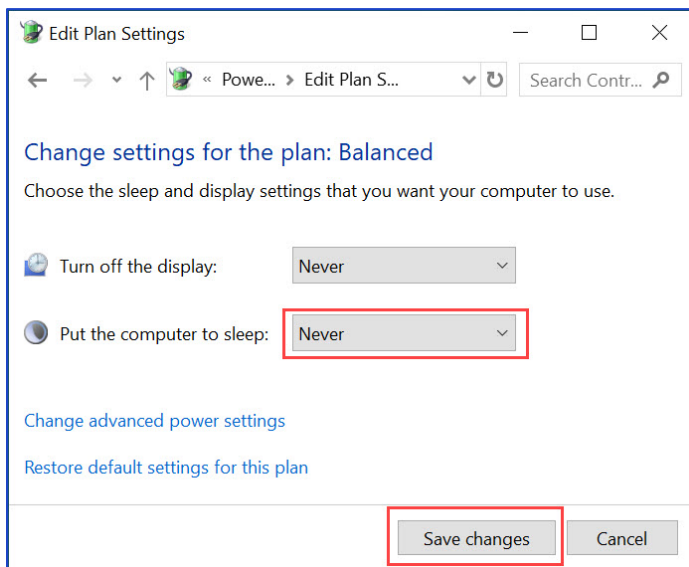 Edit Plan Settings
« Powe... > Edit Plan S...
Search Contr...
Change settings for the plan: Balanced
Choose the sleep and display settings that you want your computer to use.
Turn off the display: Never
Put the computer to sleep: Never
Change advanced power settings
Restore default settings for this plan
Save changes Cancel